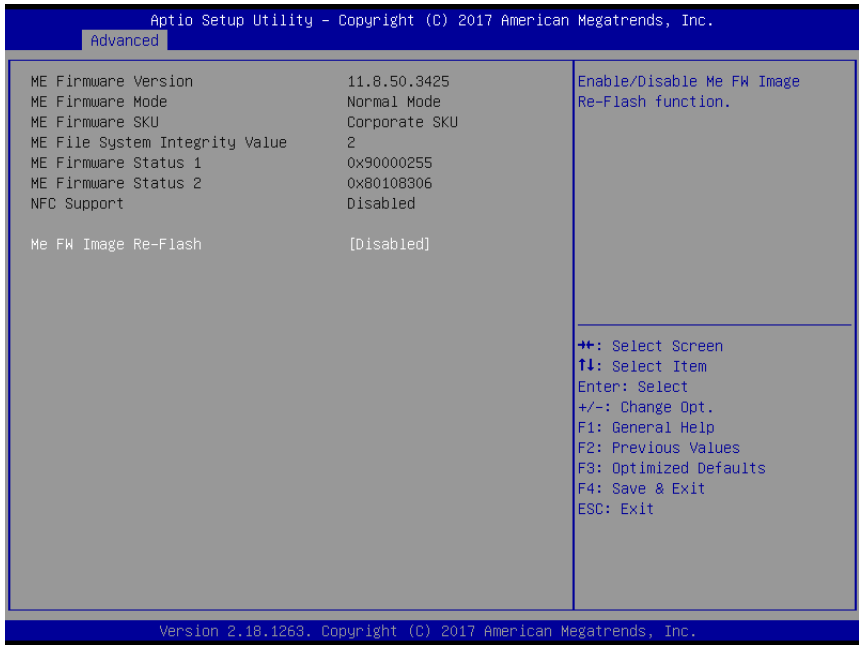 Aptio Setup Utility – Copyright (C) 2017 American Megatrends, Inc.
Advanced
ME Firmware Version 11.8.50.3425
ME Firmware Mode Normal Mode
ME Firmware SKU Corporate SKU
ME File System Integrity Value 2
ME Firmware Status 1 0x90000255
ME Firmware Status 2 0x80108306
NFC Support Disabled
Me FW Image Re-Flash [Disabled]
Enable/Disable Me FW Image
Re-Flash function.
→←: Select Screen
↑↓: Select Item
Enter: Select
+/-: Change Opt.
F1: General Help
F2: Previous Values
F3: Optimized Defaults
F4: Save & Exit
ESC: Exit
Version 2.18.1263. Copyright (C) 2017 American Megatrends, Inc.